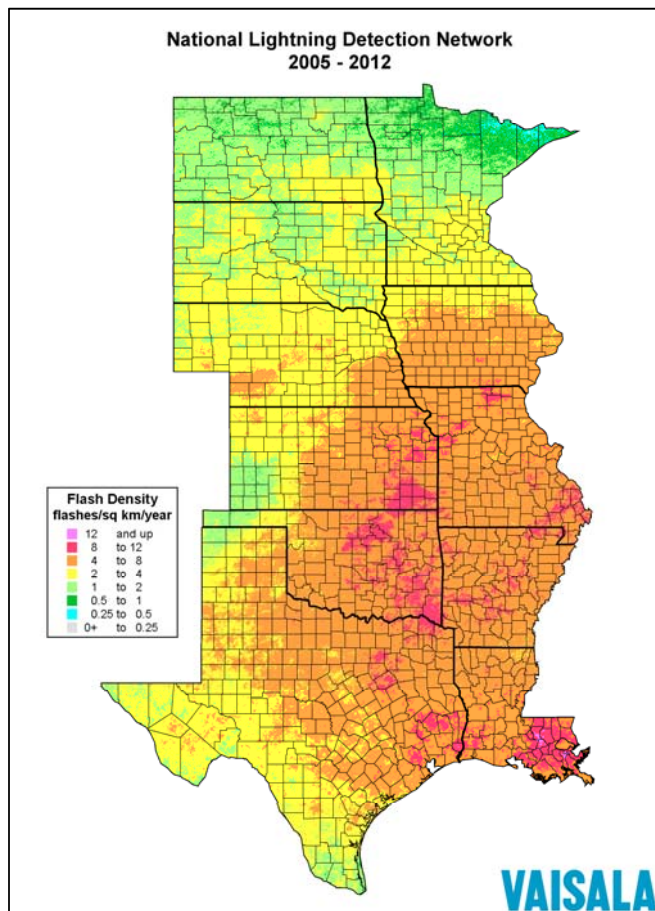 National Lightning Detection Network
2005 - 2012
Flash Density
flashes/sq km/year
12 and up
8 to 12
4 to 8
2 to 4
1 to 2
0.5 to 1
0.25 to 0.5
0+ to 0.25
VAISALA